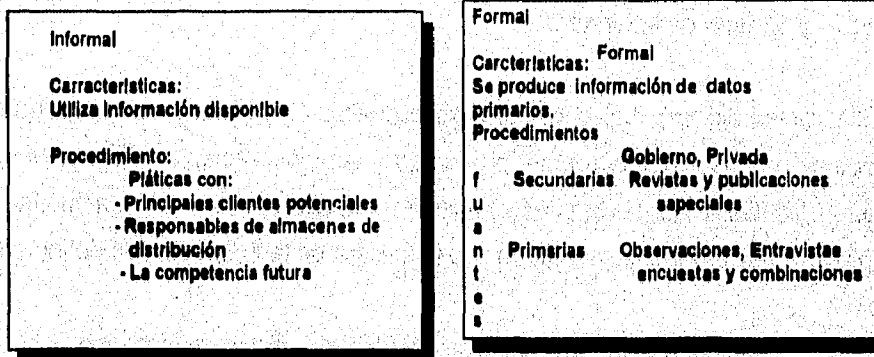 Informal
Carracteristicas:
Utiliza Información disponible
Procedimiento:
Pláticas con:
- Principales clientes potenciales
- Responsables de almacenes de
distribución
- La competencia futura
Formal
Formal
Carcteristicas:
Se produce información de datos
primarios.
Procedimientos
Gobierno, Privada
f Secundarias Revistas y publicaciones
u sapeciales
a
n Primarias Observaciones, Entravistas
t encuestas y combinaciones
e
s